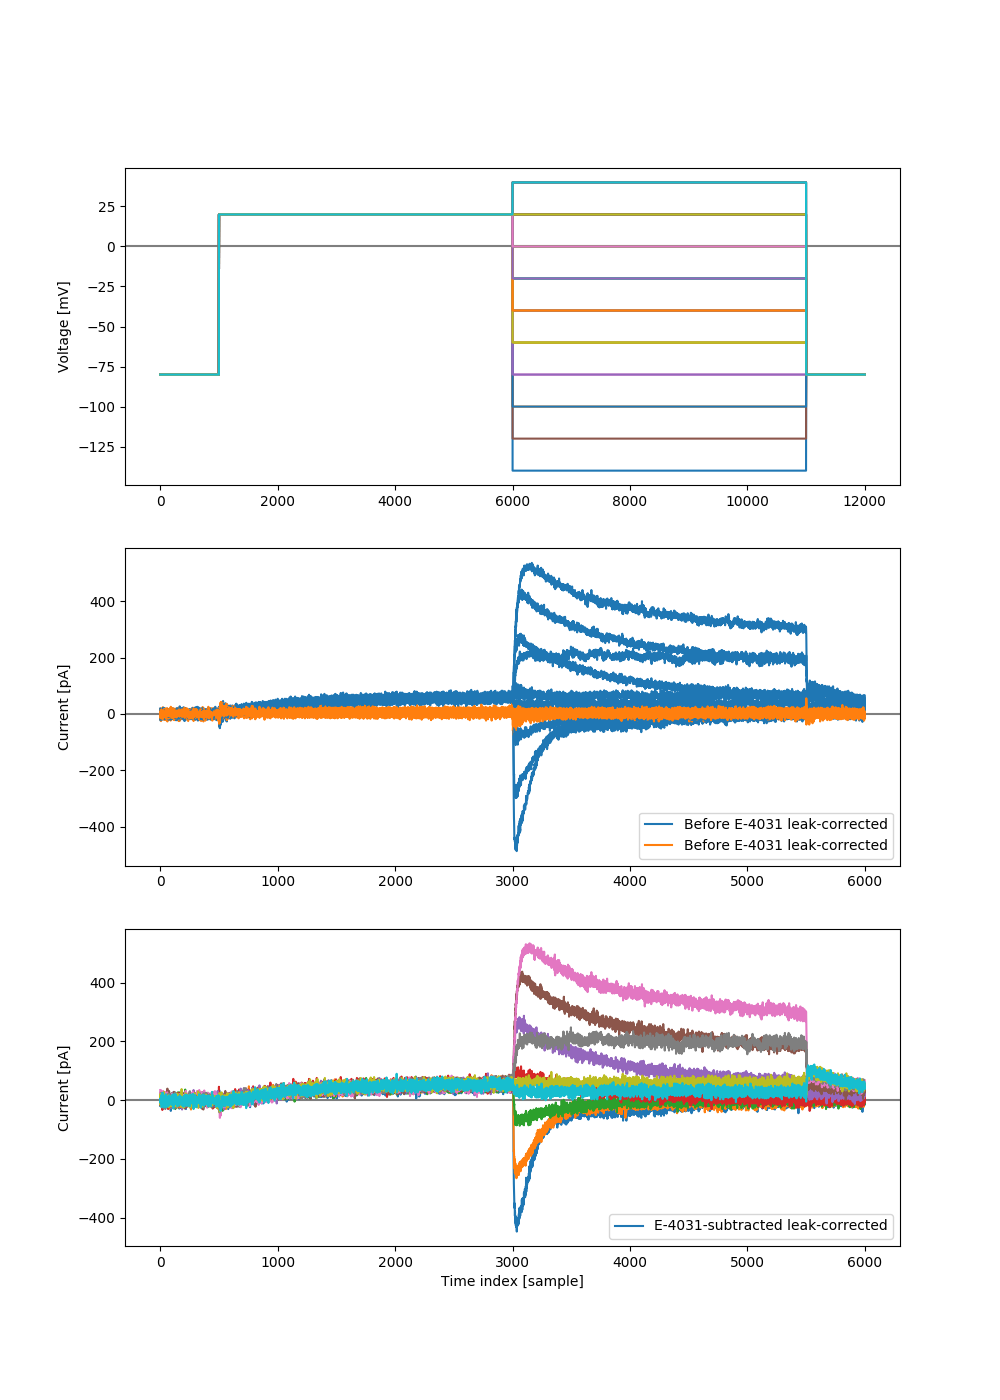 25
0
−25
−50
−75
−100
−125
Voltage [mV]
0 2000 4000 6000 8000 10000 12000
400
200
0
−200
−400
Current [pA]
Before E-4031 leak-corrected
Before E-4031 leak-corrected
0 1000 2000 3000 4000 5000 6000
400
200
0
−200
−400
Current [pA]
E-4031-subtracted leak-corrected
0 1000 2000 3000 4000 5000 6000
Time index [sample]